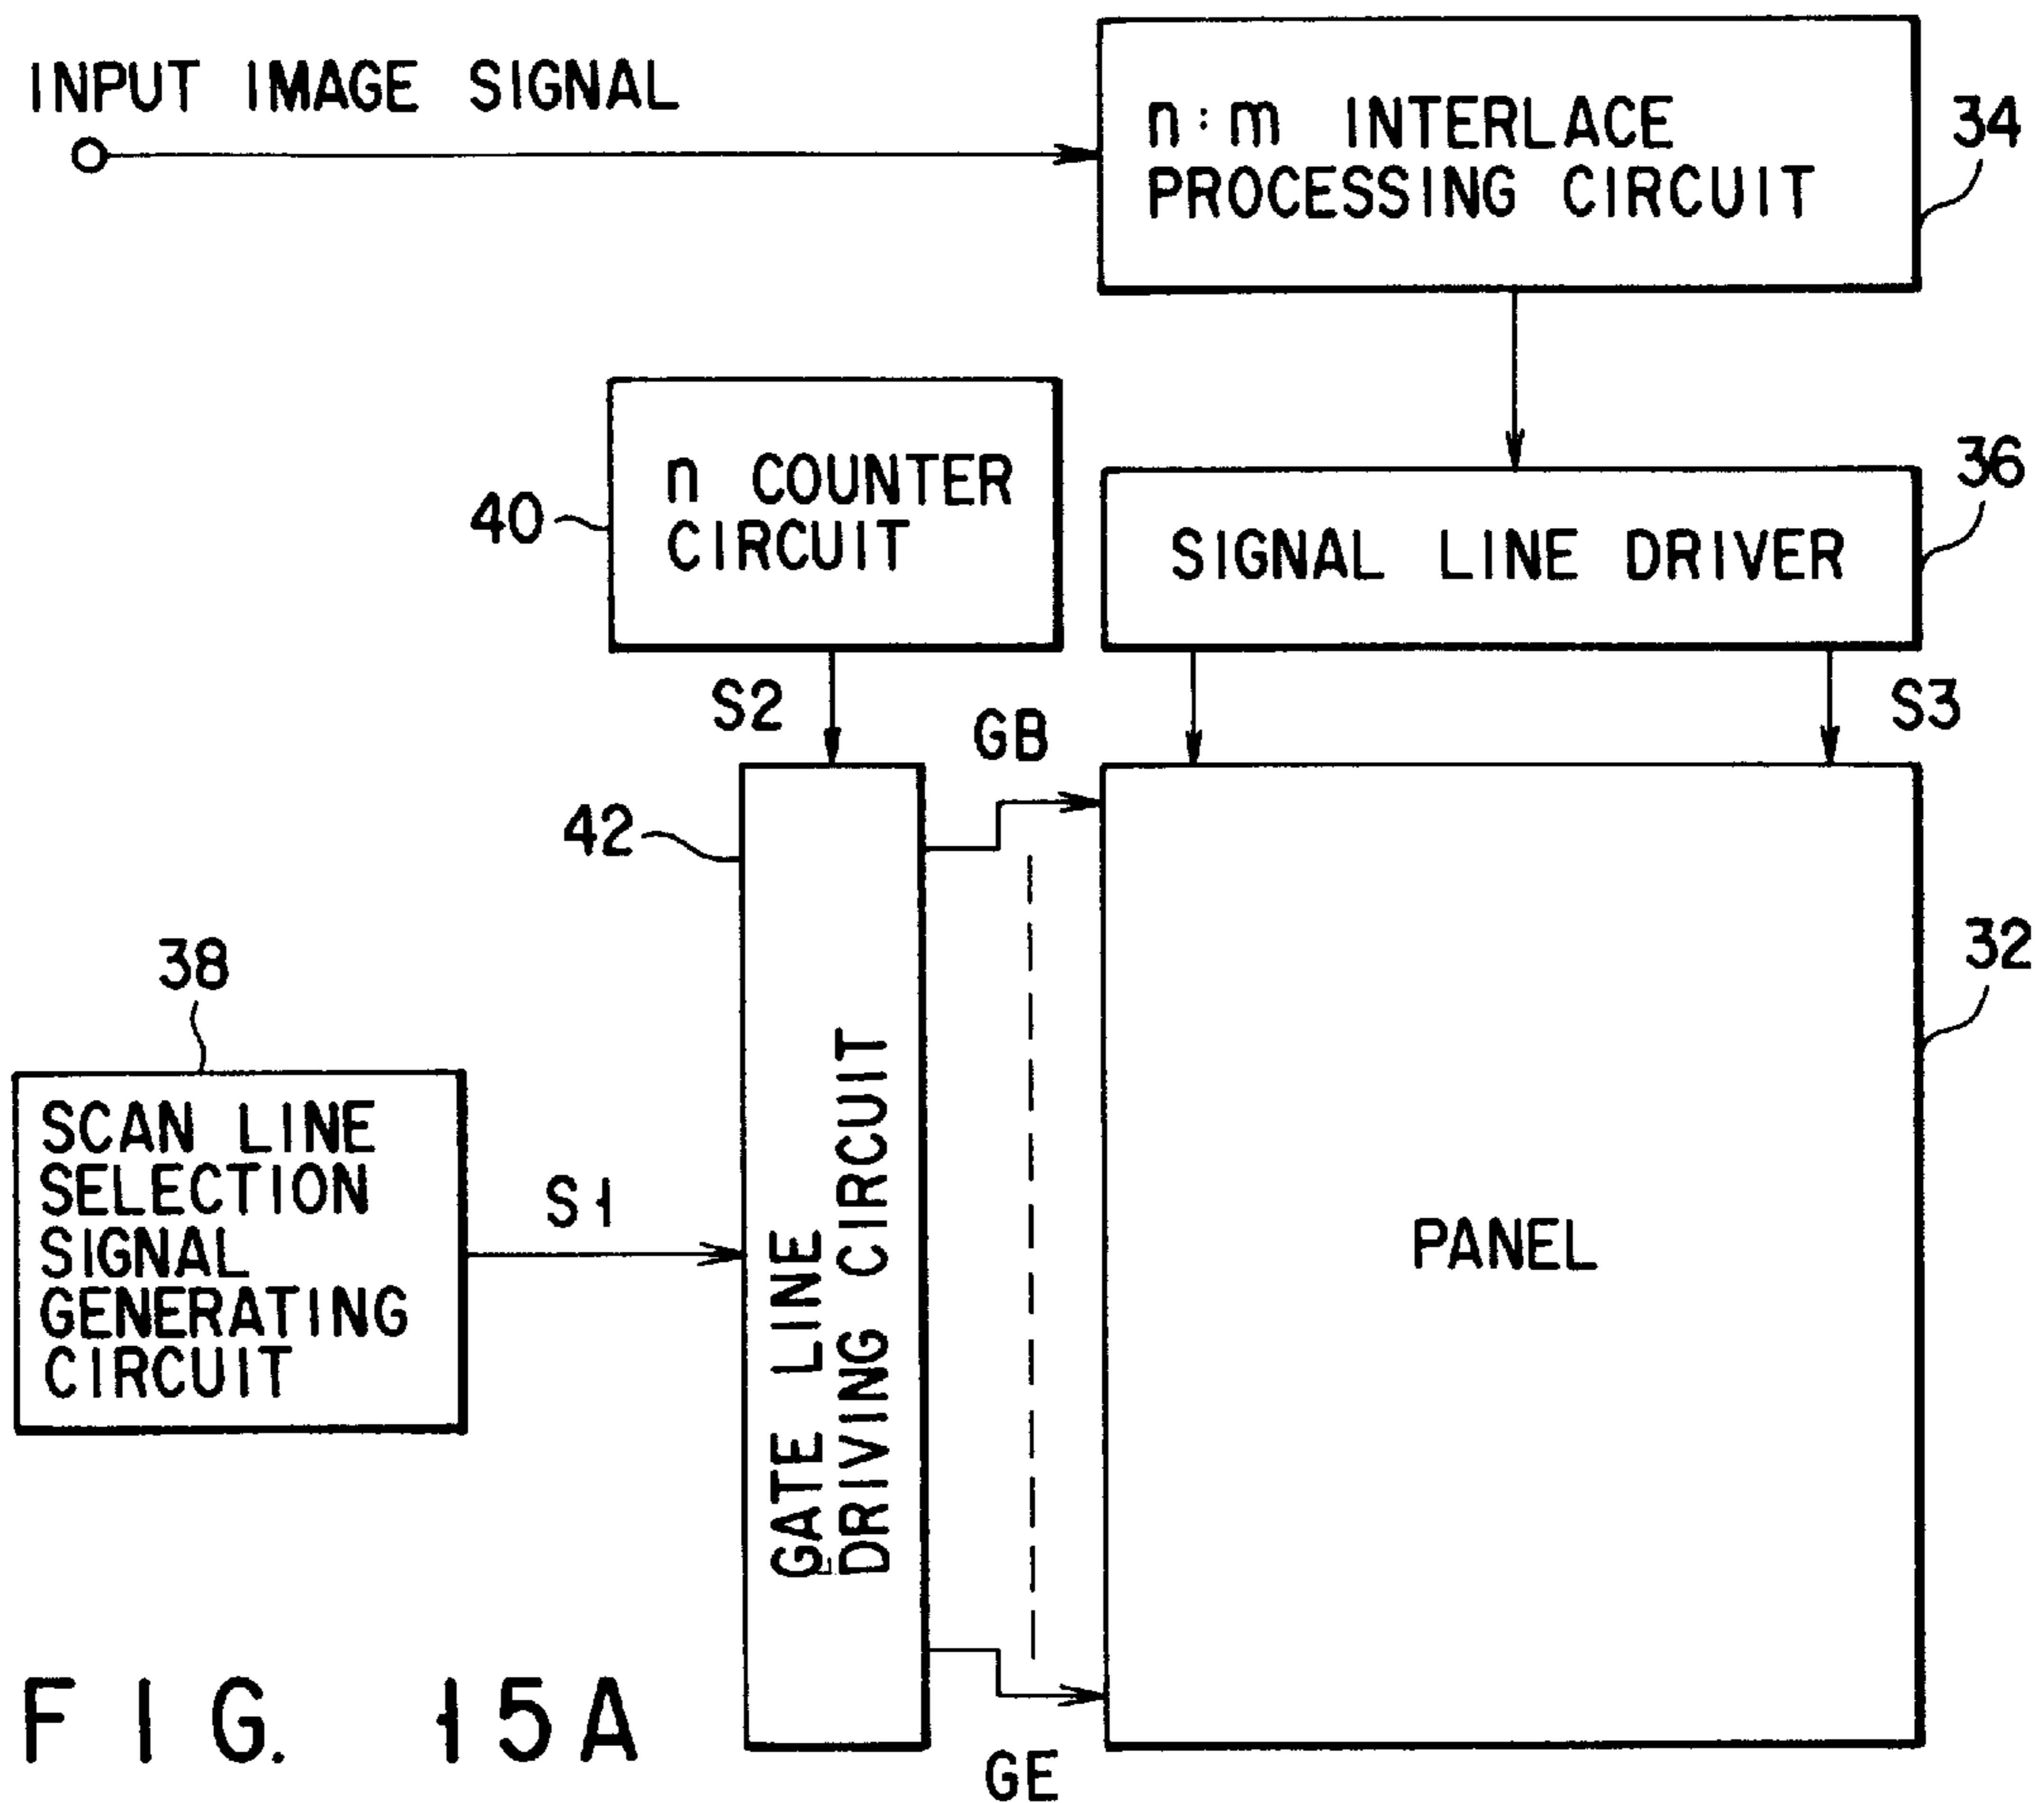 INPUT IMAGE SIGNAL
n:m INTERLACE
PROCESSING CIRCUIT
34
n COUNTER
CIRCUIT
40
SIGNAL LINE DRIVER
36
S2
GB
S3
42
38
32
SCAN LINE
SELECTION
SIGNAL
GENERATING
CIRCUIT
S1
GATE LINE
DRIVING CIRCUIT
PANEL
GE
FIG. 15A